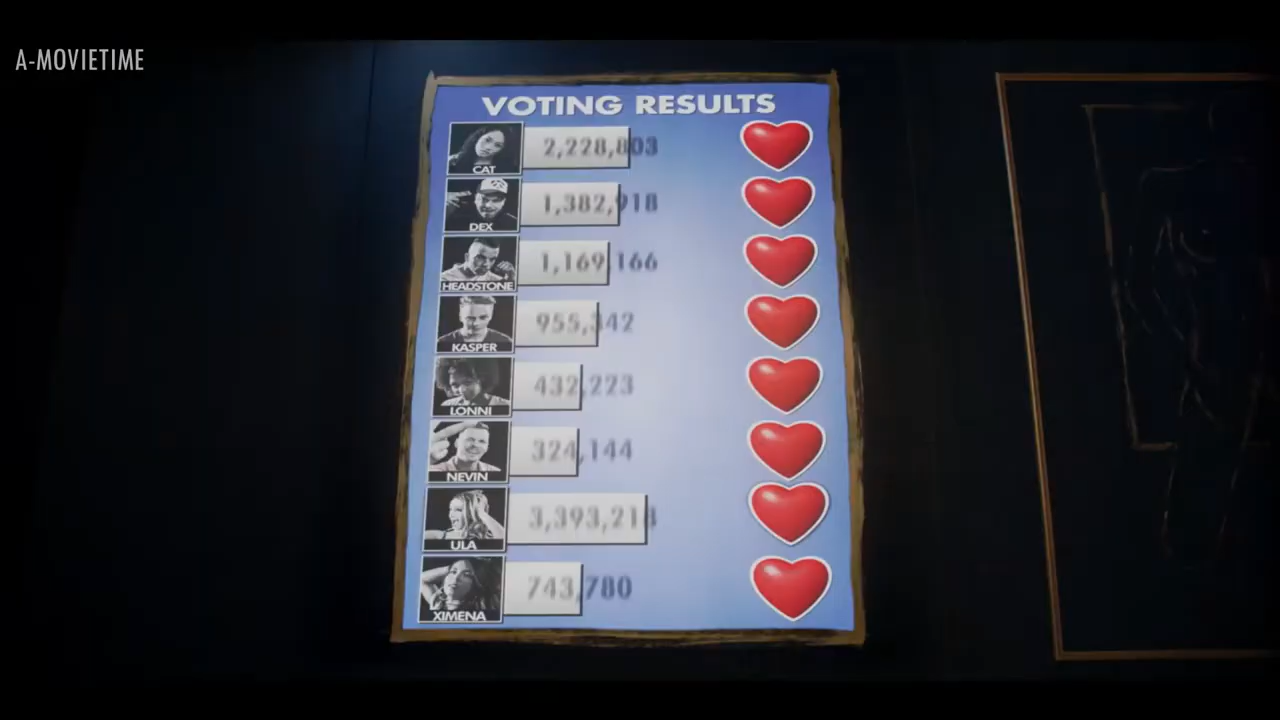 A-MOVIETIME
VOTING RESULTS
CAT 2,228,803
DEX 1,382,918
HEADSTONE 1,169,166
KASPER 955,342
LONNI 432,223
NEVIN 324,144
ULA 3,393,218
XIMENA 743,780